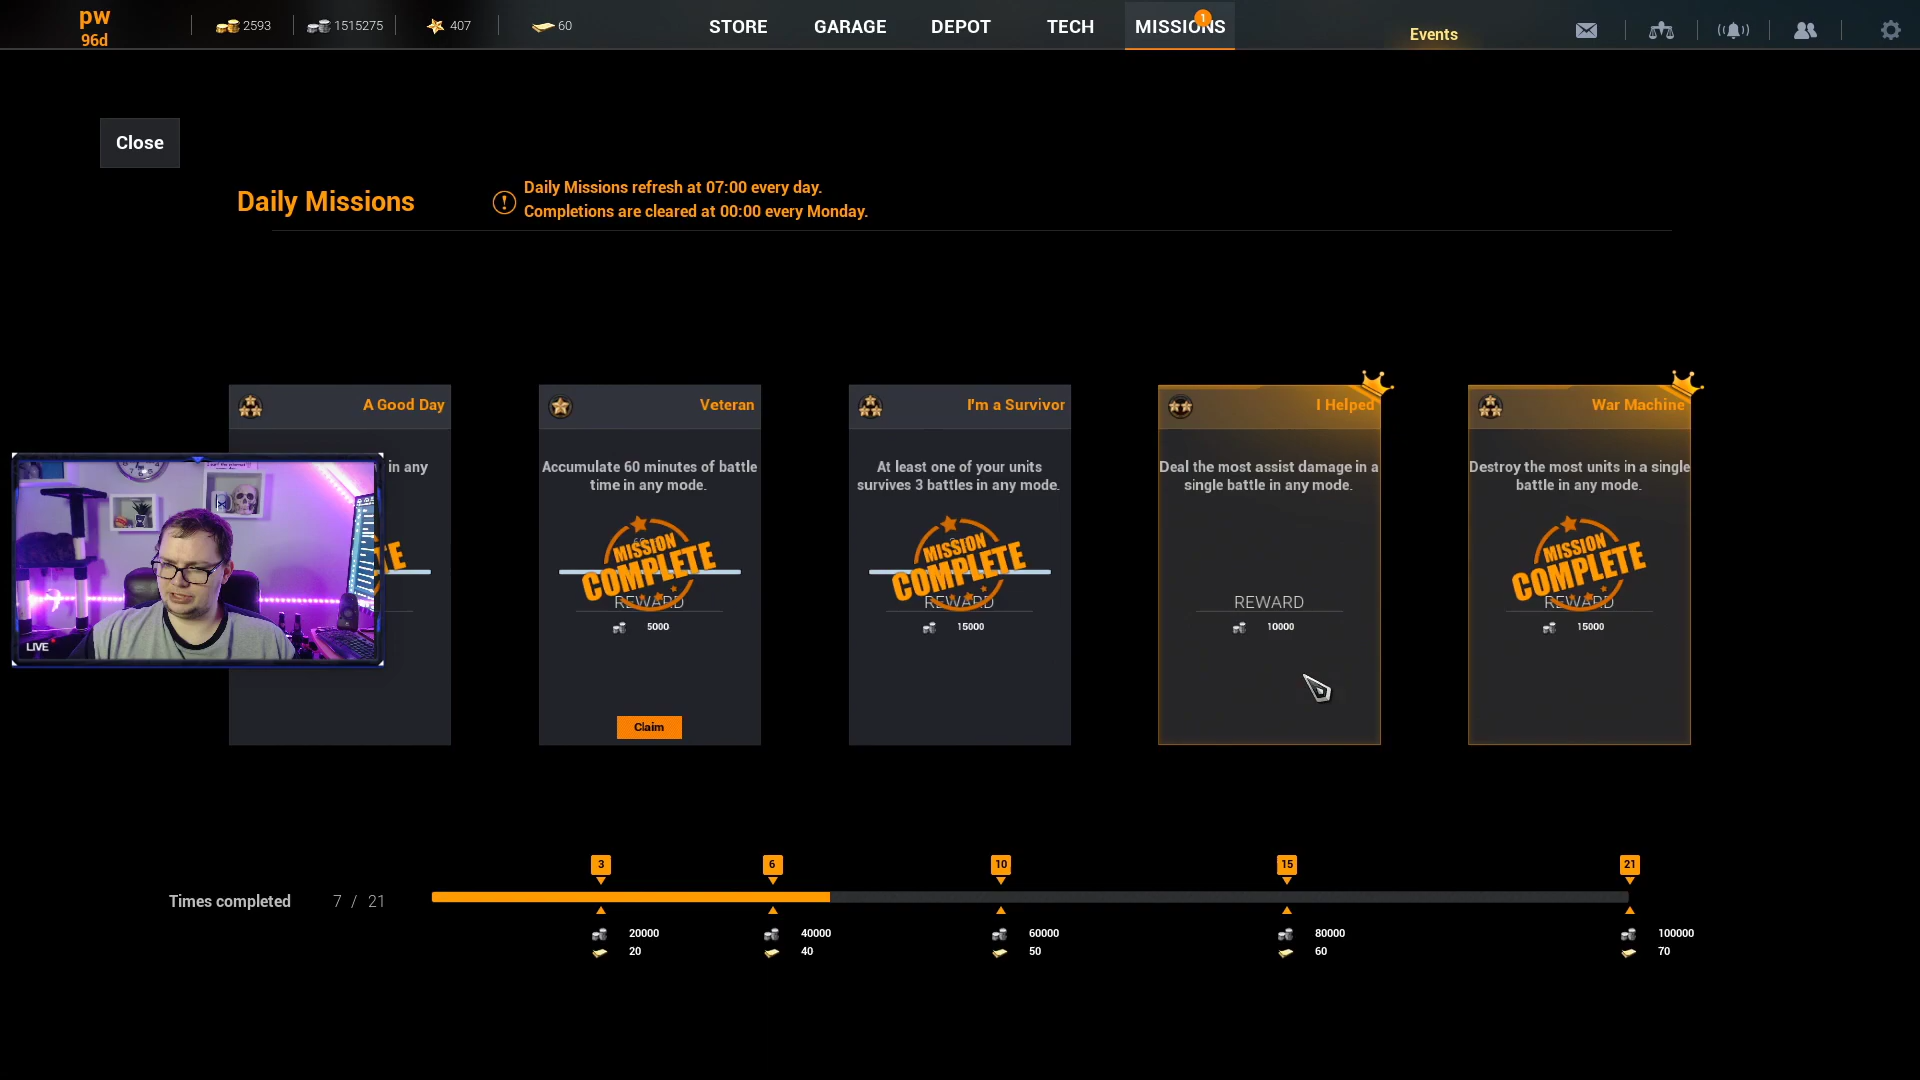 pw
96d
2593
1515275
407
60
STORE
GARAGE
DEPOT
TECH
MISSIONS
1
Events
Close
Daily Missions
Daily Missions refresh at 07:00 every day.
Completions are cleared at 00:00 every Monday.
A Good Day
in any
Veteran
Accumulate 60 minutes of battle
time in any mode.
MISSION
COMPLETE
REWARD
5000
Claim
I'm a Survivor
At least one of your units
survives 3 battles in any mode.
MISSION
COMPLETE
REWARD
15000
I Helped
Deal the most assist damage in a
single battle in any mode.
REWARD
10000
War Machine
Destroy the most units in a single
battle in any mode.
MISSION
COMPLETE
REWARD
15000
LIVE
3
6
10
15
21
Times completed
7 / 21
20000
20
40000
40
60000
50
80000
60
100000
70